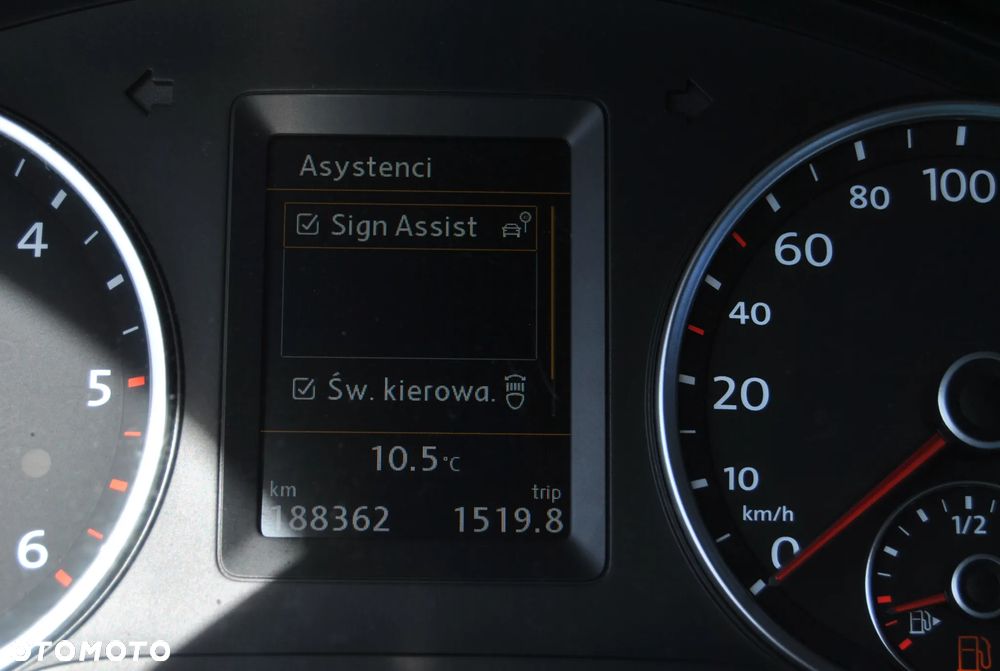 Asystenci
Sign Assist
Św. kierowa.
10.5°C
km
trip
188362
1519.8
4
5
6
0
10
20
40
60
80
100
km/h
1/2
OTOMOTO